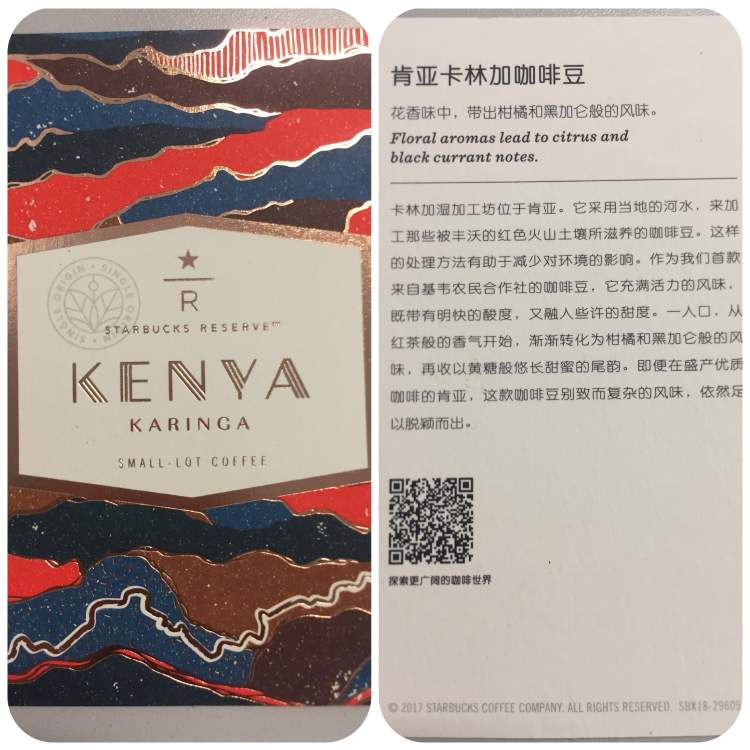 SINGLE ORIGIN • SINGLE ORIGIN •
R
STARBUCKS RESERVE™
KENYA
KARINGA
SMALL-LOT COFFEE
肯亚卡林加咖啡豆
花香味中，带出柑橘和黑加仑般的风味。
Floral aromas lead to citrus and
black currant notes.
卡林加湿加工坊位于肯亚。它采用当地的河水，来加
工那些被丰沃的红色火山土壤所滋养的咖啡豆。这样
的处理方法有助于减少对环境的影响。作为我们首款
来自基韦农民合作社的咖啡豆，它充满活力的风味，
既带有明快的酸度，又融入些许的甜度。一入口，从
红茶般的香气开始，渐渐转化为柑橘和黑加仑般的风
味，再收以黄糖般悠长甜蜜的尾韵。即便在盛产优质
咖啡的肯亚，这款咖啡豆别致而复杂的风味，依然足
以脱颖而出。
探索更广阔的咖啡世界
© 2017 STARBUCKS COFFEE COMPANY. ALL RIGHTS RESERVED. SBX18-29605